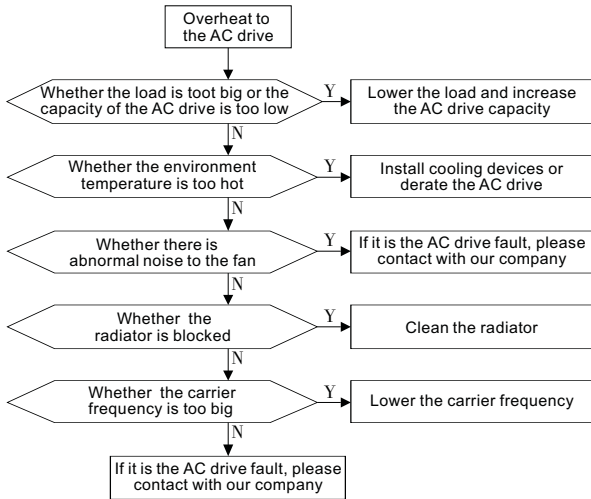 Overheat to
the AC drive
Whether the load is toot big or the
capacity of the AC drive is too low
Y
Lower the load and increase
the AC drive capacity
N
Whether the environment
temperature is too hot
Y
Install cooling devices or
derate the AC drive
N
Whether there is
abnormal noise to the fan
Y
If it is the AC drive fault, please
contact with our company
N
Whether the
radiator is blocked
Y
Clean the radiator
N
Whether the carrier
frequency is too big
Y
Lower the carrier frequency
N
If it is the AC drive fault, please
contact with our company